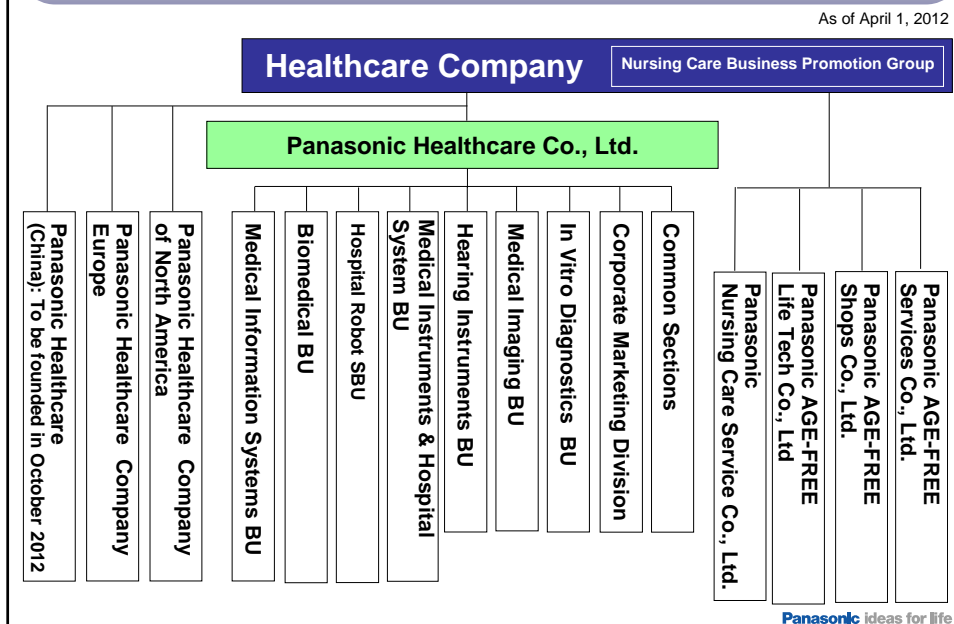 As of April 1, 2012
Healthcare Company
Nursing Care Business Promotion Group
Panasonic Healthcare Co., Ltd.
Panasonic Healthcare
(China): To be founded in October 2012
Panasonic Healthcare Company
Europe
Panasonic Healthcare Company
of North America
Medical Information Systems BU
Biomedical BU
Hospital Robot SBU
Medical Instruments & Hospital
System BU
Hearing Instruments BU
Medical Imaging BU
In Vitro Diagnostics BU
Corporate Marketing Division
Common Sections
Panasonic
Nursing Care Service Co., Ltd.
Panasonic AGE-FREE
Life Tech Co., Ltd
Panasonic AGE-FREE
Shops Co., Ltd.
Panasonic AGE-FREE
Services Co., Ltd.
Panasonic ideas for life